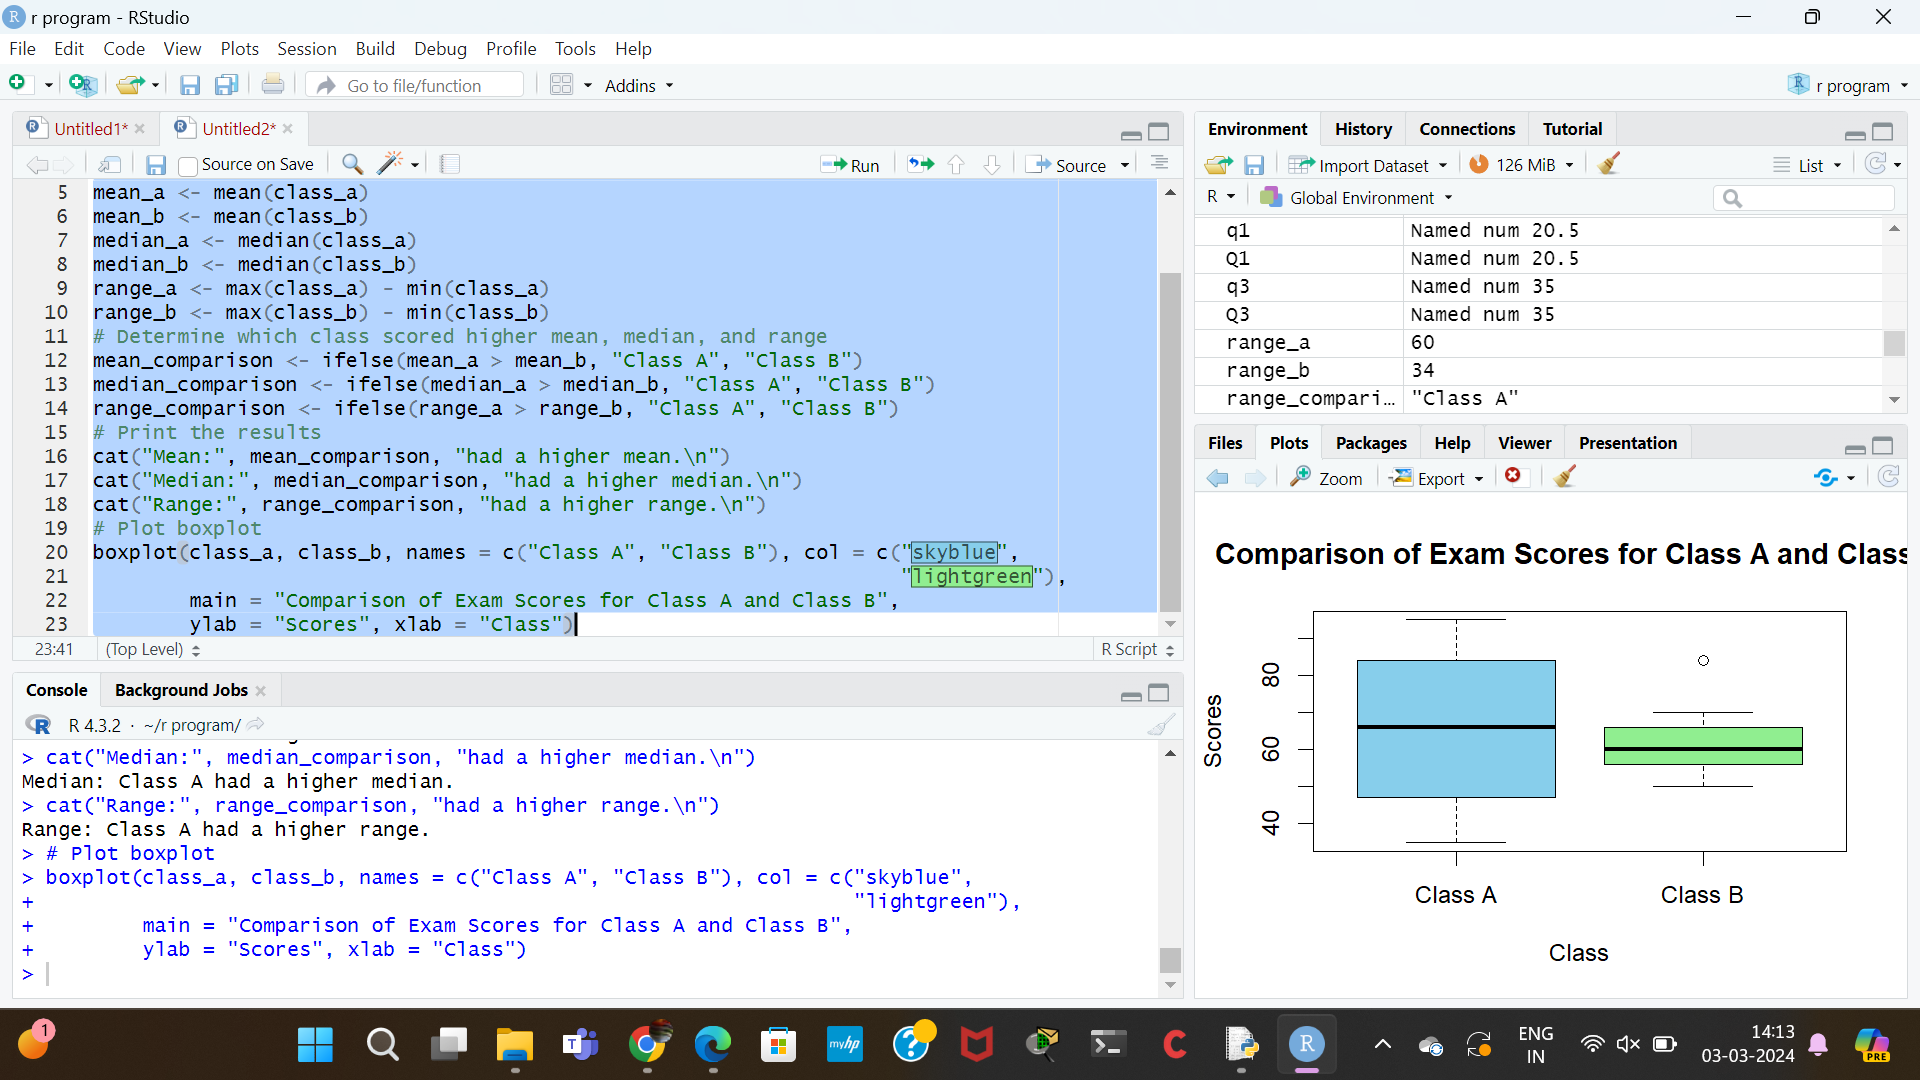 r program - RStudio
File Edit Code View Plots Session Build Debug Profile Tools Help
Go to file/function Addins r program
Untitled1* Untitled2*
Source on Save Run Source
5 mean_a <- mean(class_a)
6 mean_b <- mean(class_b)
7 median_a <- median(class_a)
8 median_b <- median(class_b)
9 range_a <- max(class_a) - min(class_a)
10 range_b <- max(class_b) - min(class_b)
11 # Determine which class scored higher mean, median, and range
12 mean_comparison <- ifelse(mean_a > mean_b, "Class A", "Class B")
13 median_comparison <- ifelse(median_a > median_b, "Class A", "Class B")
14 range_comparison <- ifelse(range_a > range_b, "Class A", "Class B")
15 # Print the results
16 cat("Mean:", mean_comparison, "had a higher mean.\n")
17 cat("Median:", median_comparison, "had a higher median.\n")
18 cat("Range:", range_comparison, "had a higher range.\n")
19 # Plot boxplot
20 boxplot(class_a, class_b, names = c("Class A", "Class B"), col = c("skyblue",
21 "lightgreen"),
22 main = "Comparison of Exam Scores for Class A and Class B",
23 ylab = "Scores", xlab = "Class")
23:41 (Top Level) R Script
Console Background Jobs
R 4.3.2 · ~/r program/
> cat("Median:", median_comparison, "had a higher median.\n")
Median: Class A had a higher median.
> cat("Range:", range_comparison, "had a higher range.\n")
Range: Class A had a higher range.
> # Plot boxplot
> boxplot(class_a, class_b, names = c("Class A", "Class B"), col = c("skyblue",
+ "lightgreen"),
+ main = "Comparison of Exam Scores for Class A and Class B",
+ ylab = "Scores", xlab = "Class")
>
Environment History Connections Tutorial
Import Dataset 126 MiB List
R Global Environment
q1 Named num 20.5
Q1 Named num 20.5
q3 Named num 35
Q3 Named num 35
range_a 60
range_b 34
range_compari… "Class A"
Files Plots Packages Help Viewer Presentation
Zoom Export
Comparison of Exam Scores for Class A and Class
Scores
80
60
40
Class A Class B
Class
1
myhp
ENG
IN
14:13
03-03-2024
PRE